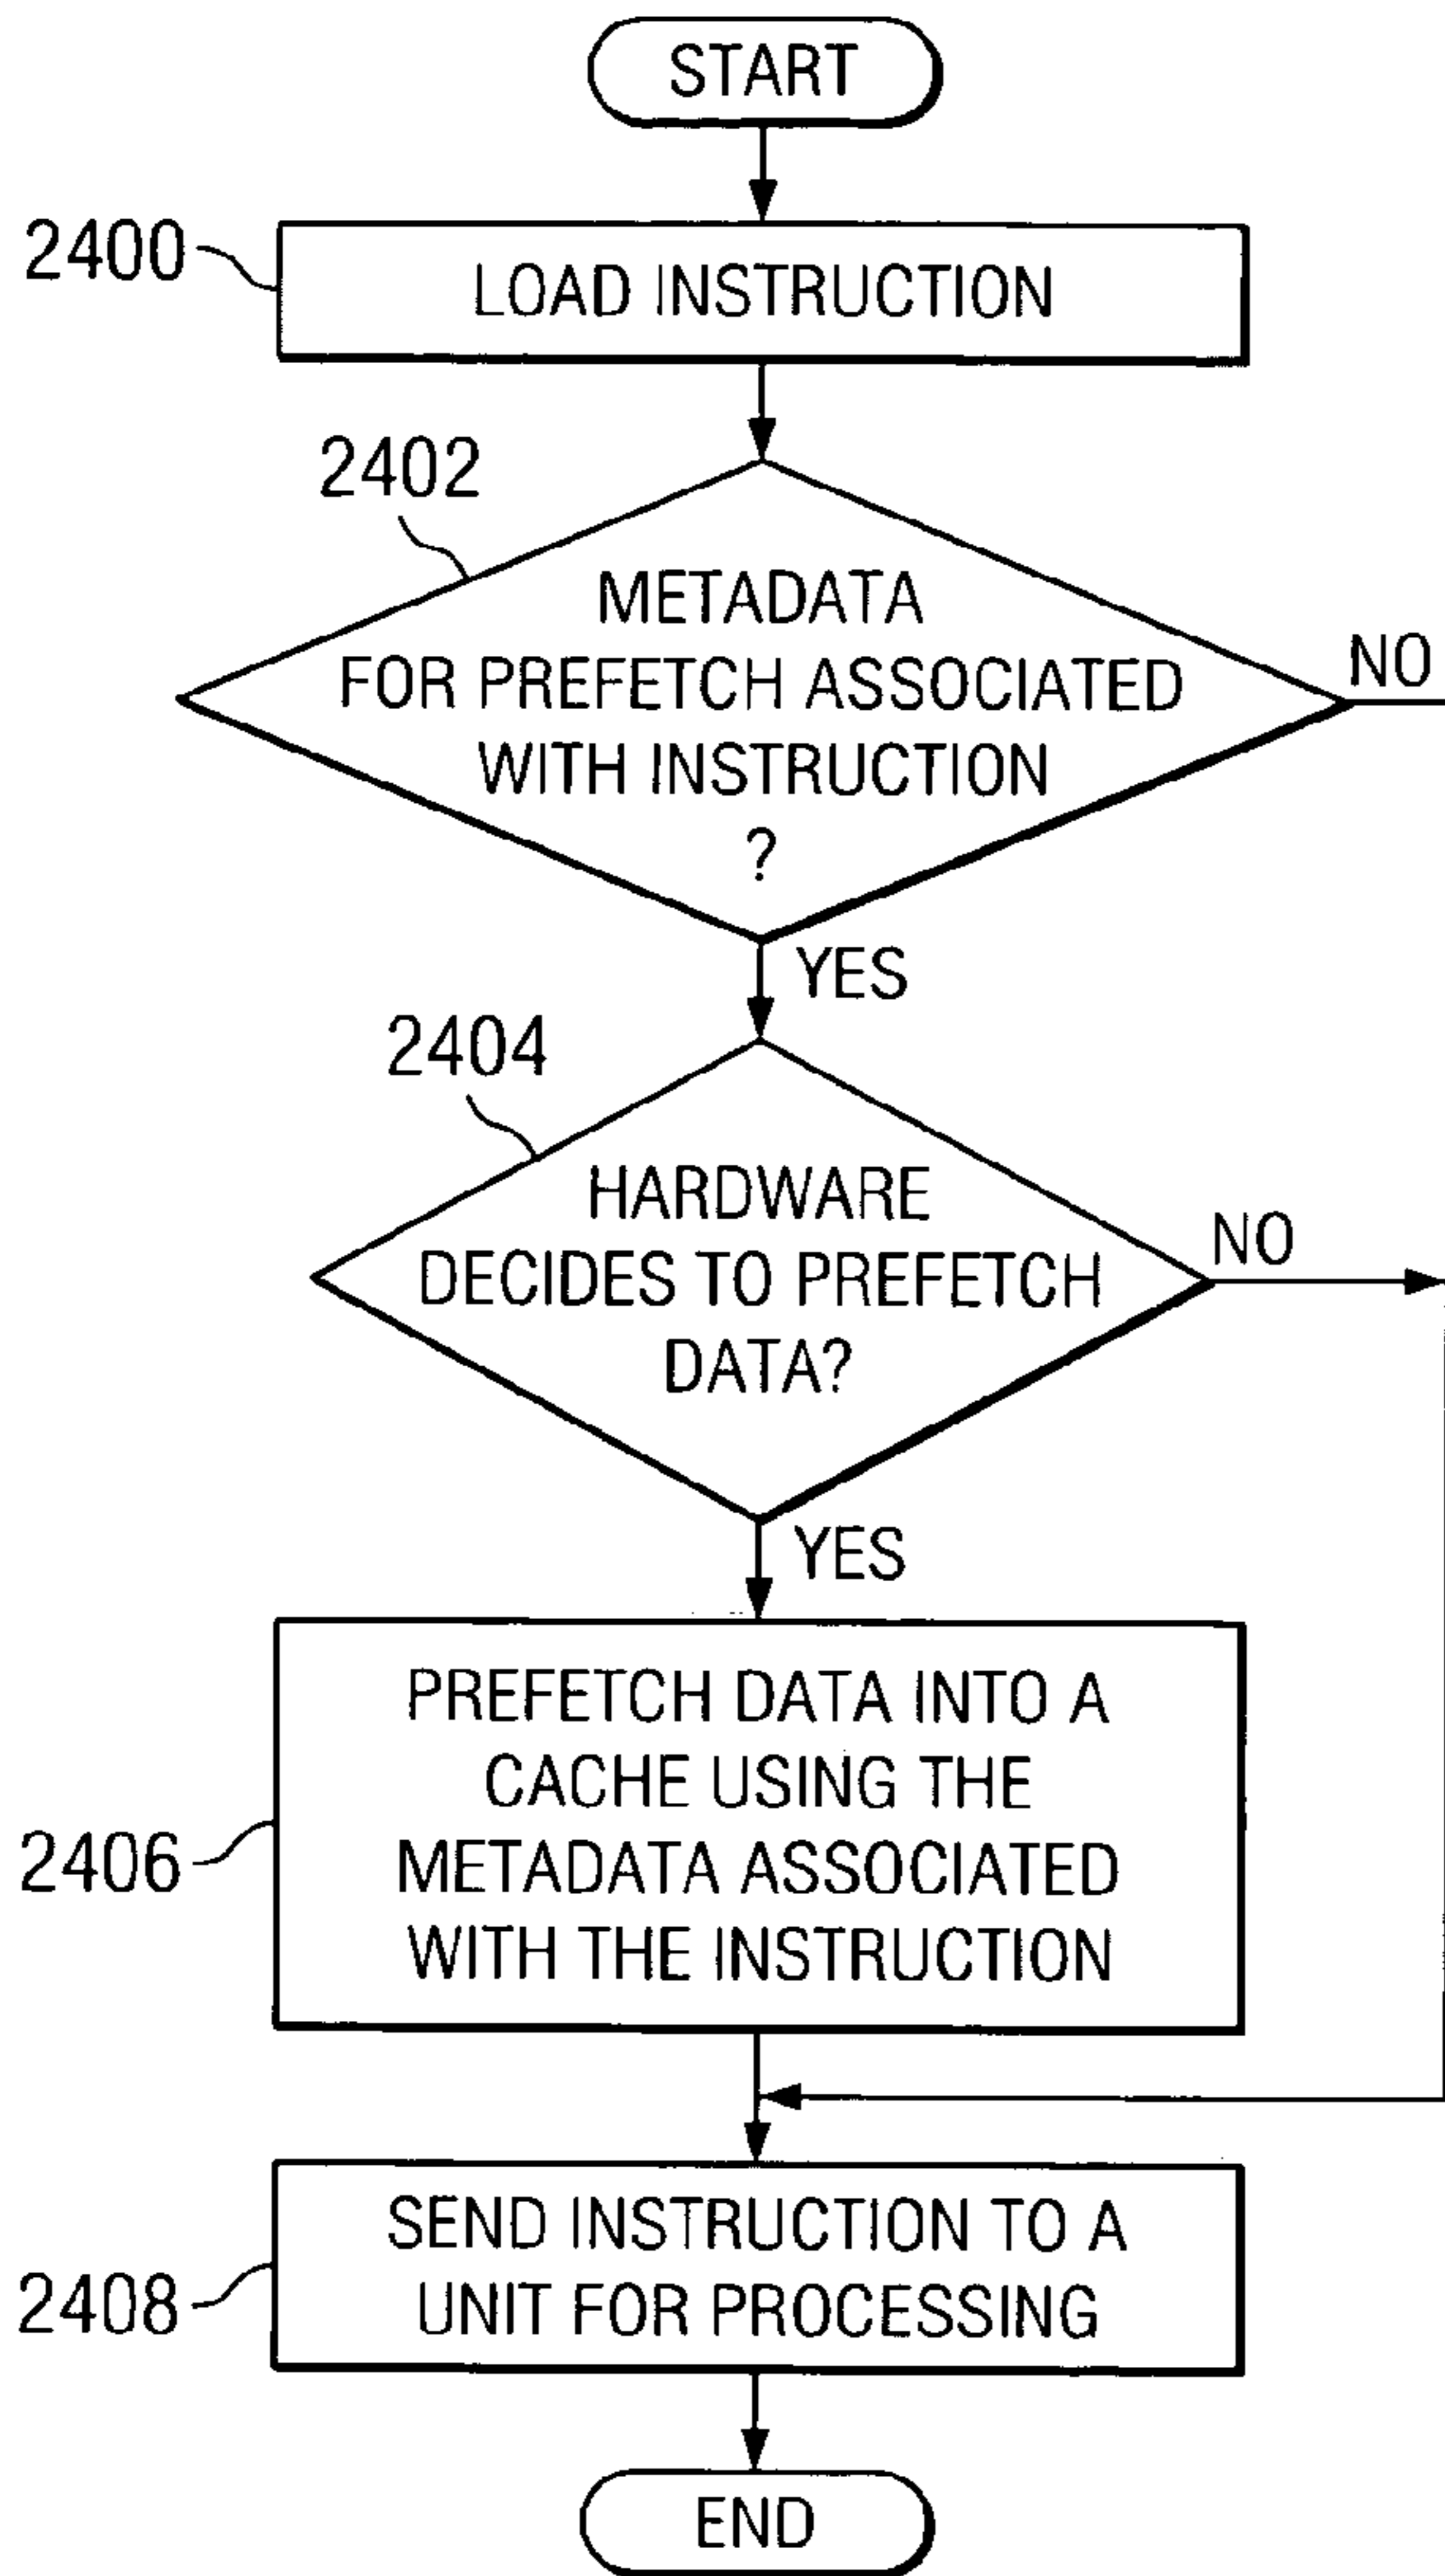 START
2400
LOAD INSTRUCTION
2402
METADATA
FOR PREFETCH ASSOCIATED
WITH INSTRUCTION
?
NO
YES
2404
HARDWARE
DECIDES TO PREFETCH
DATA?
NO
YES
2406
PREFETCH DATA INTO A
CACHE USING THE
METADATA ASSOCIATED
WITH THE INSTRUCTION
2408
SEND INSTRUCTION TO A
UNIT FOR PROCESSING
END